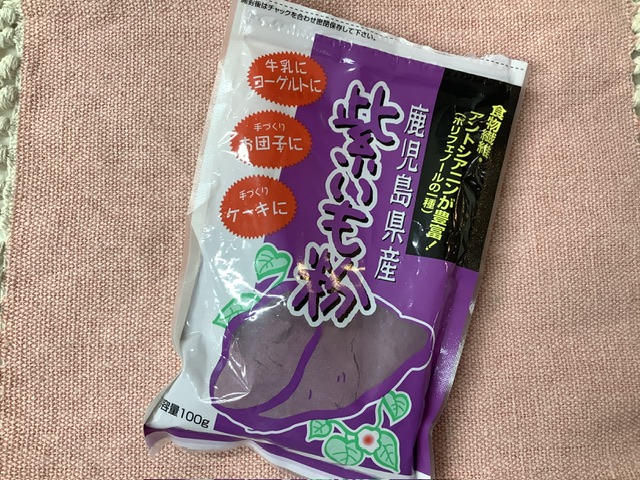 開封後はチャックを合わせ密閉保存して下さい。
牛乳に
ヨーグルトに
手づくり
お団子に
手づくり
ケーキに
紫いも粉
鹿児島県産
食物繊維・
アントシアニンが豊富!
(ポリフェノールの一種)
容量100g